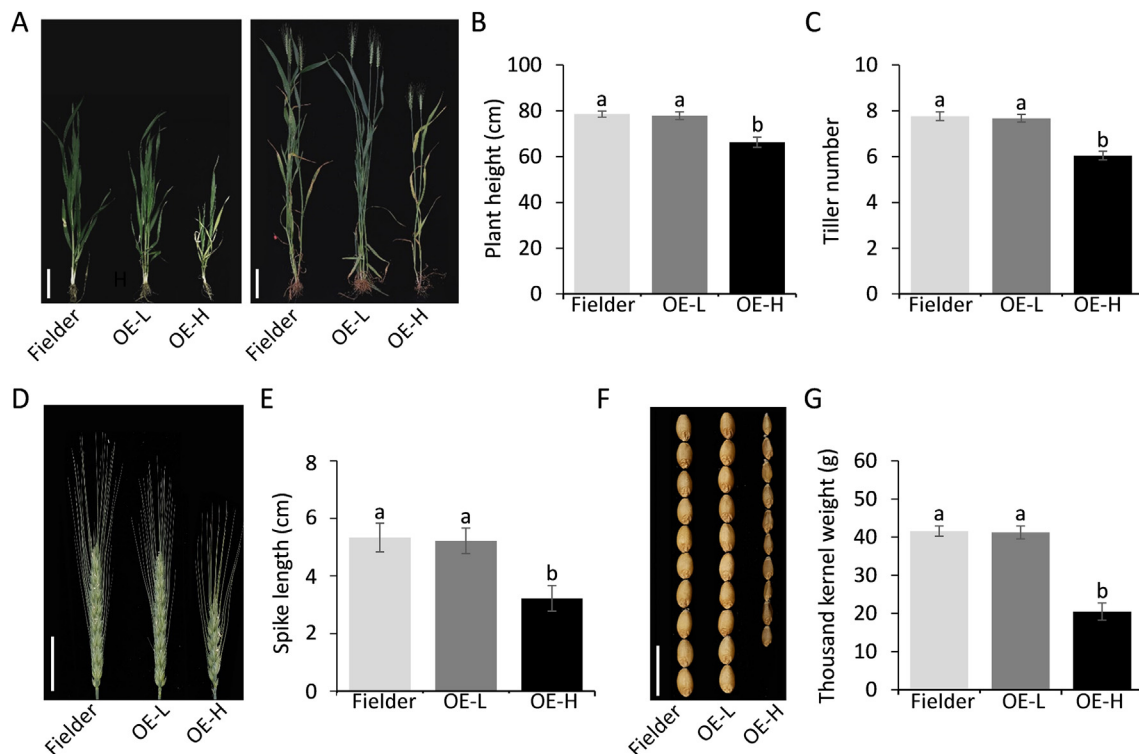 A
H
Fielder
OE-L
OE-H
Fielder
OE-L
OE-H
B
Plant height (cm)
100
80
60
40
20
0
a
a
b
Fielder
OE-L
OE-H
C
Tiller number
10
8
6
4
2
0
a
a
b
Fielder
OE-L
OE-H
D
Fielder
OE-L
OE-H
E
Spike length (cm)
8
6
4
2
0
a
a
b
Fielder
OE-L
OE-H
F
Fielder
OE-L
OE-H
G
Thousand kernel weight (g)
60
50
40
30
20
10
0
a
a
b
Fielder
OE-L
OE-H